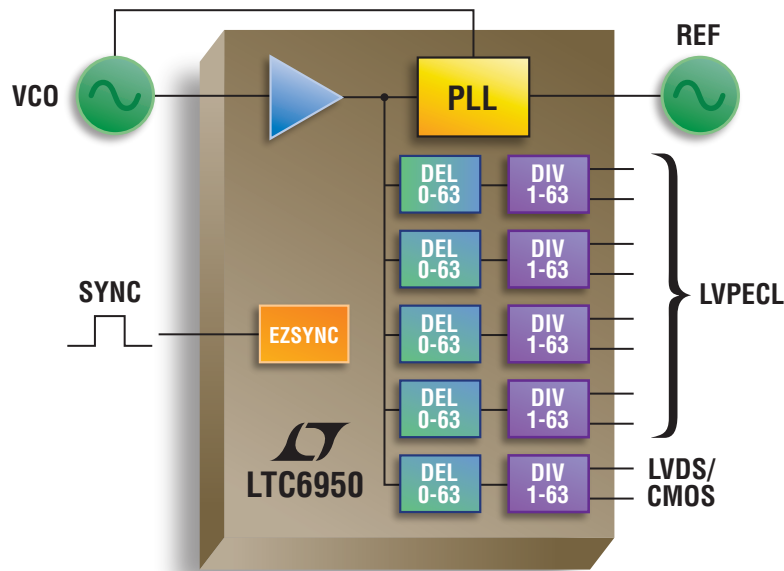 REF
VCO
PLL
DEL
0-63
DIV
1-63
DEL
0-63
DIV
1-63
SYNC
LVPECL
EZSYNC
DEL
0-63
DIV
1-63
DEL
0-63
DIV
1-63
LTC6950
DEL
0-63
DIV
1-63
LVDS/
CMOS